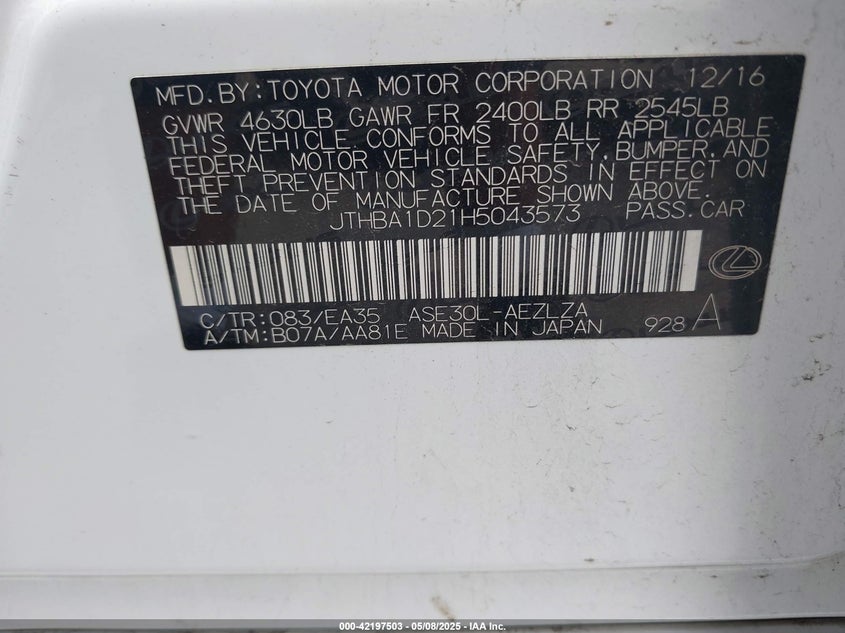 MFD.BY:TOYOTA MOTOR CORPORATION 12/16
GVWR 4630LB GAWR FR 2400LB RR 2545LB
THIS VEHICLE CONFORMS TO ALL APPLICABLE
FEDERAL MOTOR VEHICLE SAFETY,BUMPER,AND
THEFT PREVENTION STANDARDS IN EFFECT ON
THE DATE OF MANUFACTURE SHOWN ABOVE.
JTHBA1D21H5043573 PASS.CAR
C/TR:083/EA35 ASE30L-AEZLZA
A/TM:B07A/AA81E MADE IN JAPAN 928 A
000-42197503 - 05/08/2025 - IAA Inc.